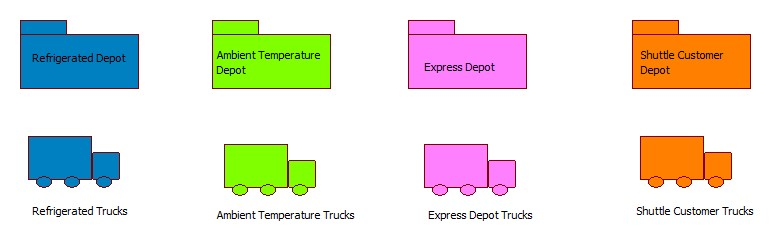 Refrigerated Depot
Ambient Temperature
Depot
Express Depot
Shuttle Customer
Depot
Refrigerated Trucks
Ambient Temperature Trucks
Express Depot Trucks
Shuttle Customer Trucks